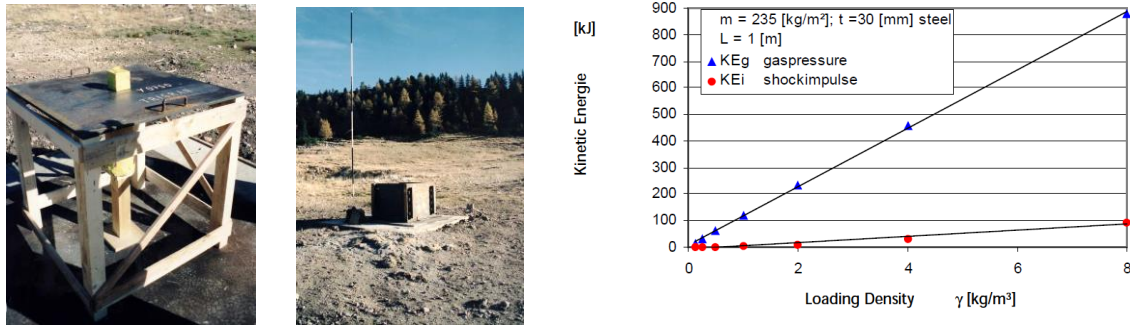 [kJ]
Kinetic Energie
900
800
700
600
500
400
300
200
100
0
m = 235 [kg/m²]; t =30 [mm] steel
L = 1 [m]
KEg gaspressure
KEi shockimpulse
0 2 4 6 8
Loading Density γ [kg/m³]